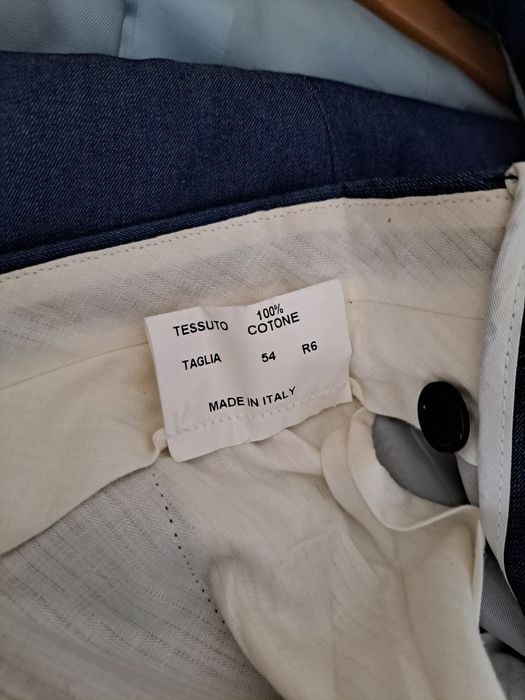 TESSUTO 100% COTONE
TAGLIA 54 R6
MADE IN ITALY